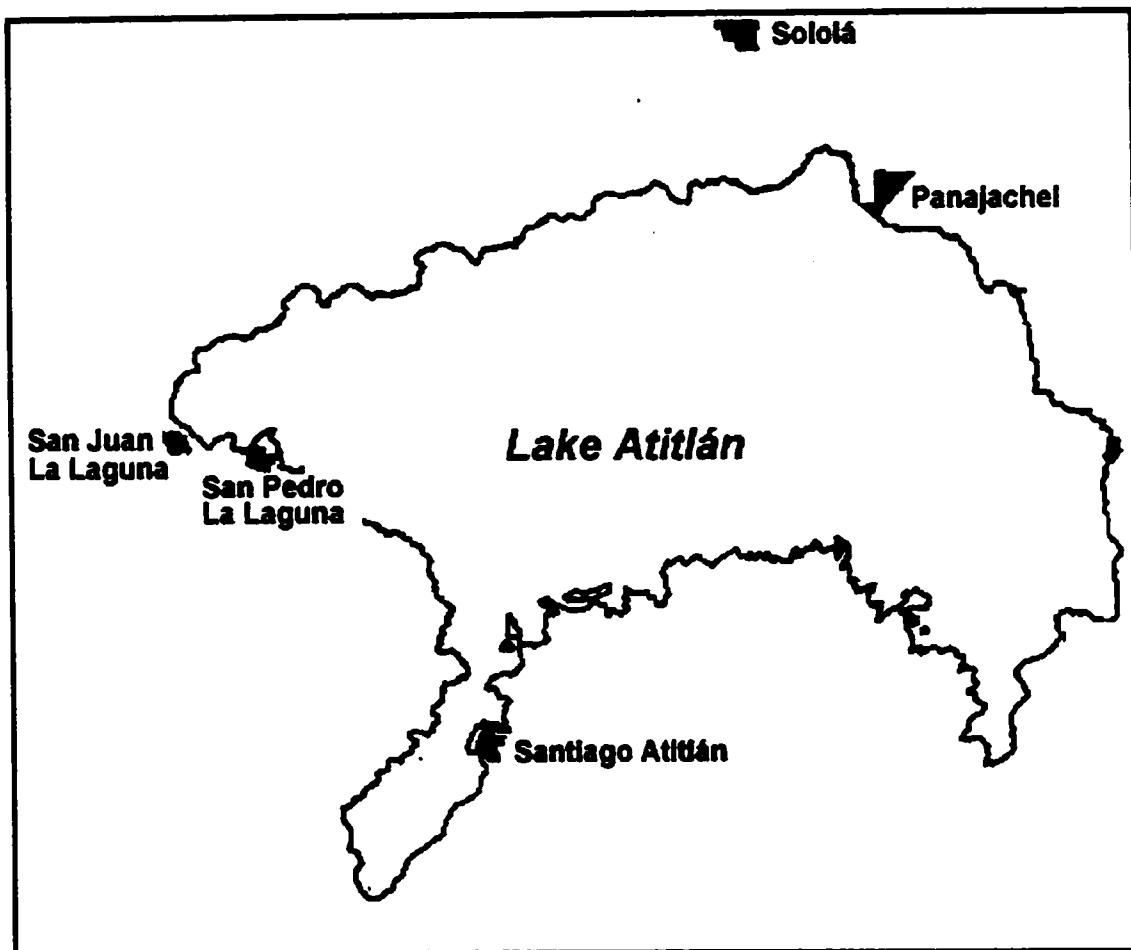 Sololá
Panajachel
San Juan
La Laguna
Lake Atitlán
San Pedro
La Laguna
Santiago Atitlán